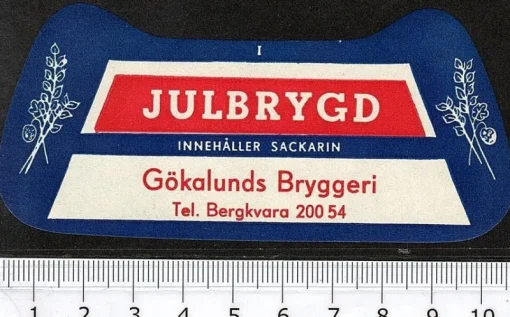 I
JULBRYGD
INNEHÅLLER SACKARIN
Gökalunds Bryggeri
Tel. Bergkvara 200 54
1 2 3 4 5 6 7 8 9 10